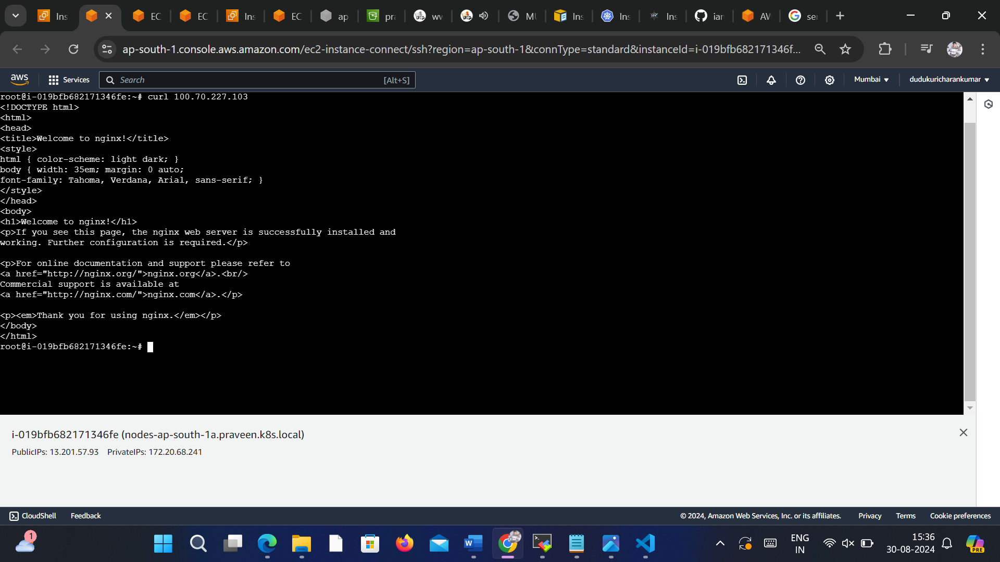 Ins
EC
EC
Ins
EC
ap
pra
wv
MU
Ins
Ins
Ins
ian
AW
ser
ap-south-1.console.aws.amazon.com/ec2-instance-connect/ssh?region=ap-south-1&connType=standard&instanceId=i-019bfb682171346f...
aws
Services
Search
[Alt+S]
Mumbai
dudukuricharankumar
root@i-019bfb682171346fe:~# curl 100.70.227.103
<!DOCTYPE html>
<html>
<head>
<title>Welcome to nginx!</title>
<style>
html { color-scheme: light dark; }
body { width: 35em; margin: 0 auto;
font-family: Tahoma, Verdana, Arial, sans-serif; }
</style>
</head>
<body>
<h1>Welcome to nginx!</h1>
<p>If you see this page, the nginx web server is successfully installed and
working. Further configuration is required.</p>
<p>For online documentation and support please refer to
<a href="http://nginx.org/">nginx.org</a>.<br/>
Commercial support is available at
<a href="http://nginx.com/">nginx.com</a>.</p>
<p><em>Thank you for using nginx.</em></p>
</body>
</html>
root@i-019bfb682171346fe:~#
i-019bfb682171346fe (nodes-ap-south-1a.praveen.k8s.local)
PublicIPs: 13.201.57.93 PrivateIPs: 172.20.68.241
CloudShell Feedback
© 2024, Amazon Web Services, Inc. or its affiliates. Privacy Terms Cookie preferences
1
ENG
IN
15:36
30-08-2024
PRE